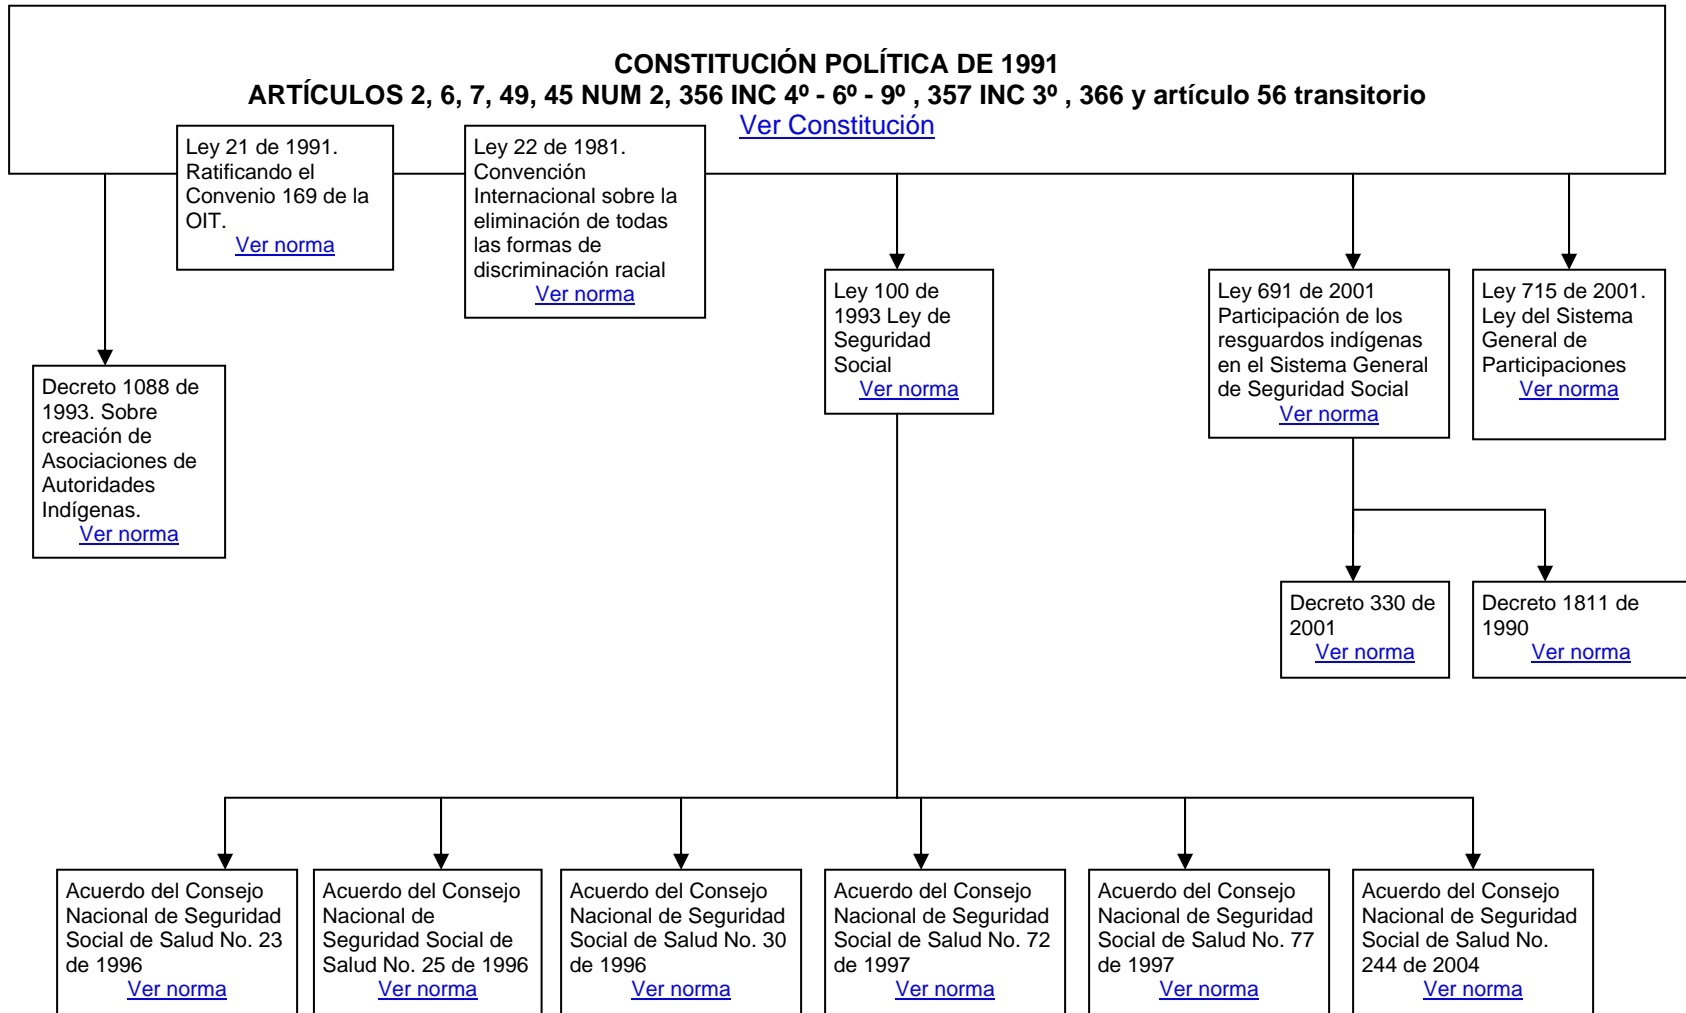 CONSTITUCIÓN POLÍTICA DE 1991
ARTÍCULOS 2, 6, 7, 49, 45 NUM 2, 356 INC 4º - 6º - 9º , 357 INC 3º , 366 y artículo 56 transitorio
Ver Constitución
Ley 21 de 1991.
Ratificando el
Convenio 169 de la
OIT.
Ver norma
Ley 22 de 1981.
Convención
Internacional sobre la
eliminación de todas
las formas de
discriminación racial
Ver norma
Ley 100 de
1993 Ley de
Seguridad
Social
Ver norma
Ley 691 de 2001
Participación de los
resguardos indígenas
en el Sistema General
de Seguridad Social
Ver norma
Ley 715 de 2001.
Ley del Sistema
General de
Participaciones
Ver norma
Decreto 1088 de
1993. Sobre
creación de
Asociaciones de
Autoridades
Indígenas.
Ver norma
Decreto 330 de
2001
Ver norma
Decreto 1811 de
1990
Ver norma
Acuerdo del Consejo
Nacional de Seguridad
Social de Salud No. 23
de 1996
Ver norma
Acuerdo del Consejo
Nacional de
Seguridad Social de
Salud No. 25 de 1996
Ver norma
Acuerdo del Consejo
Nacional de Seguridad
Social de Salud No. 30
de 1996
Ver norma
Acuerdo del Consejo
Nacional de Seguridad
Social de Salud No. 72
de 1997
Ver norma
Acuerdo del Consejo
Nacional de Seguridad
Social de Salud No. 77
de 1997
Ver norma
Acuerdo del Consejo
Nacional de Seguridad
Social de Salud No.
244 de 2004
Ver norma